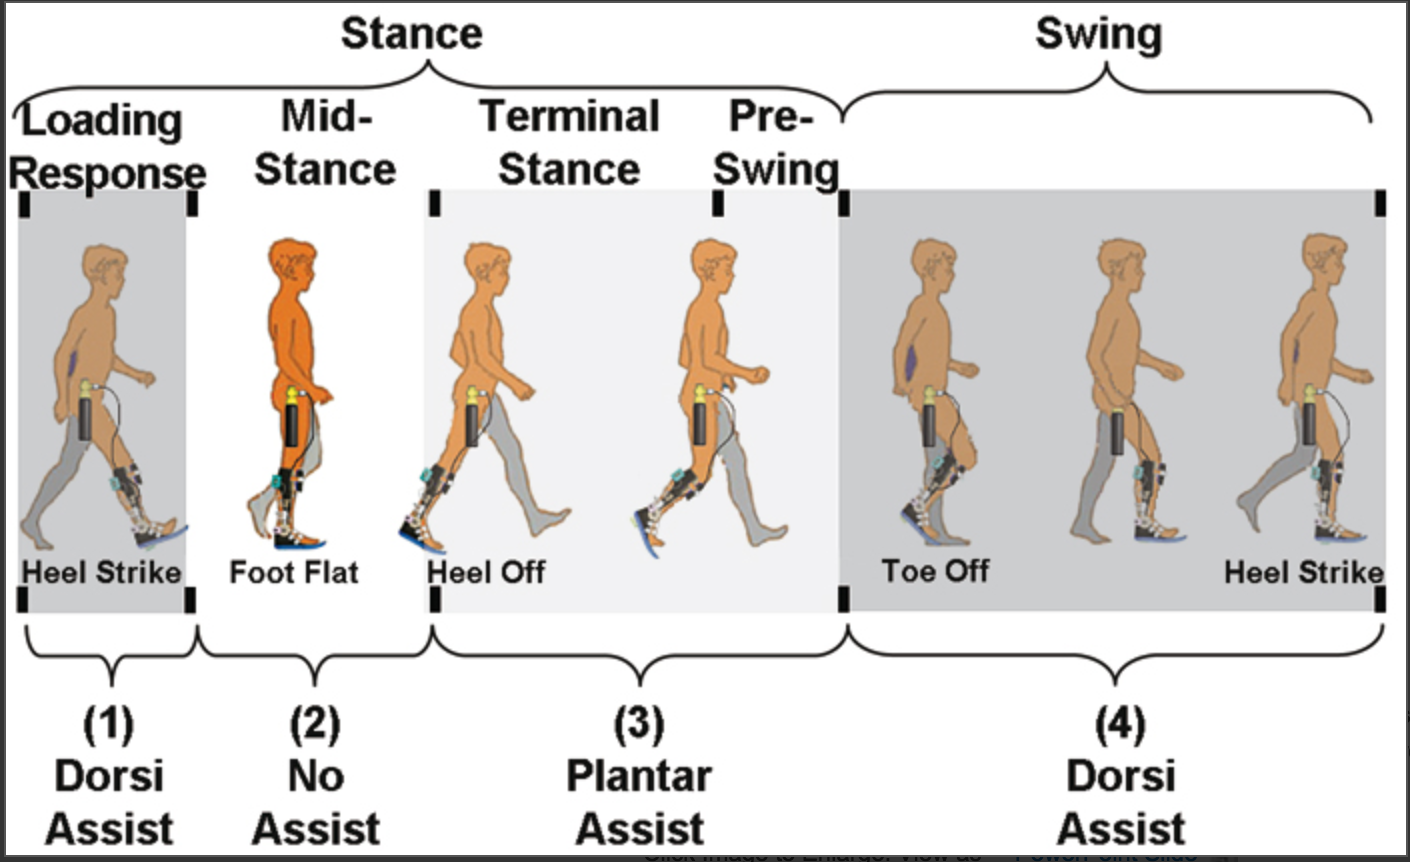 Stance
Swing
Loading
Response
Mid-
Stance
Terminal
Stance
Pre-
Swing
Heel Strike
Foot Flat
Heel Off
Toe Off
Heel Strike
(1)
Dorsi
Assist
(2)
No
Assist
(3)
Plantar
Assist
(4)
Dorsi
Assist